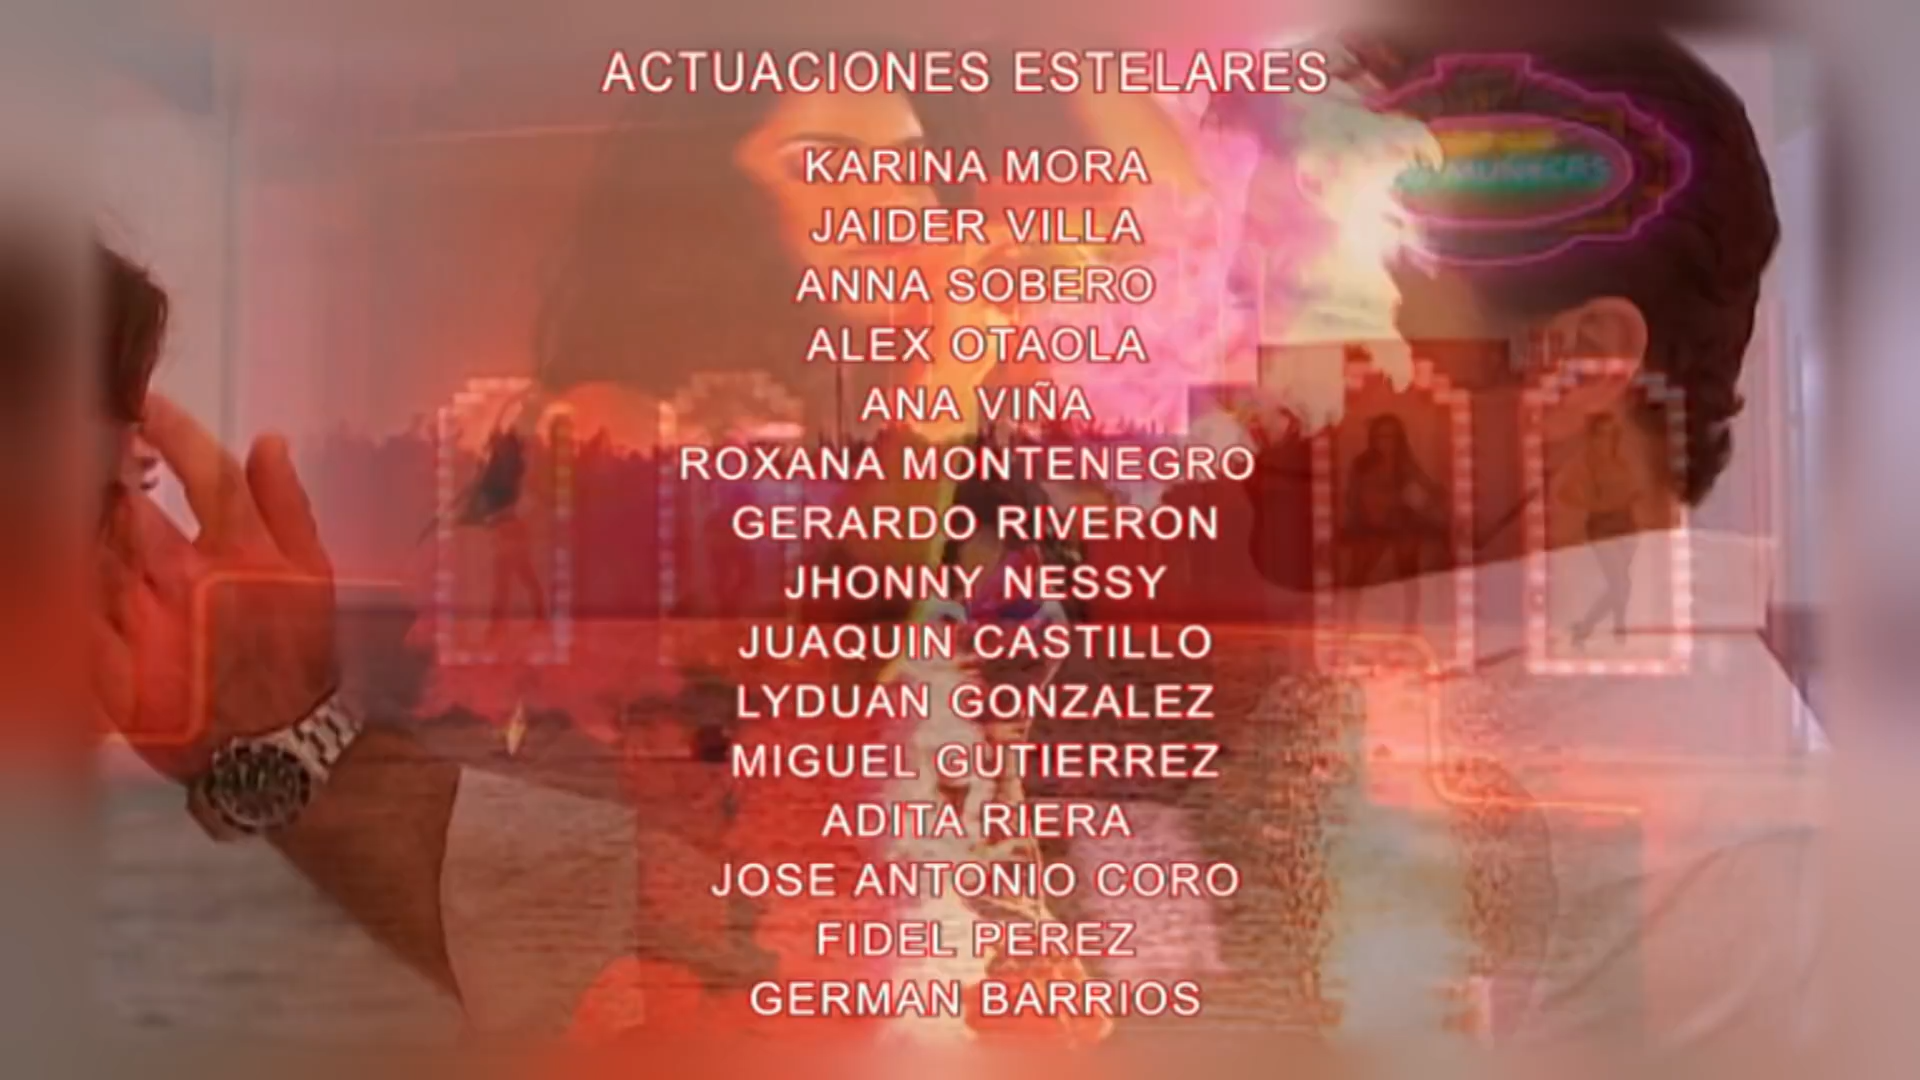 ACTUACIONES ESTELARES
KARINA MORA
JAIDER VILLA
ANNA SOBERO
ALEX OTAOLA
ANA VIÑA
ROXANA MONTENEGRO
GERARDO RIVERON
JHONNY NESSY
JUAQUIN CASTILLO
LYDUAN GONZALEZ
MIGUEL GUTIERREZ
ADITA RIERA
JOSE ANTONIO CORO
FIDEL PEREZ
GERMAN BARRIOS